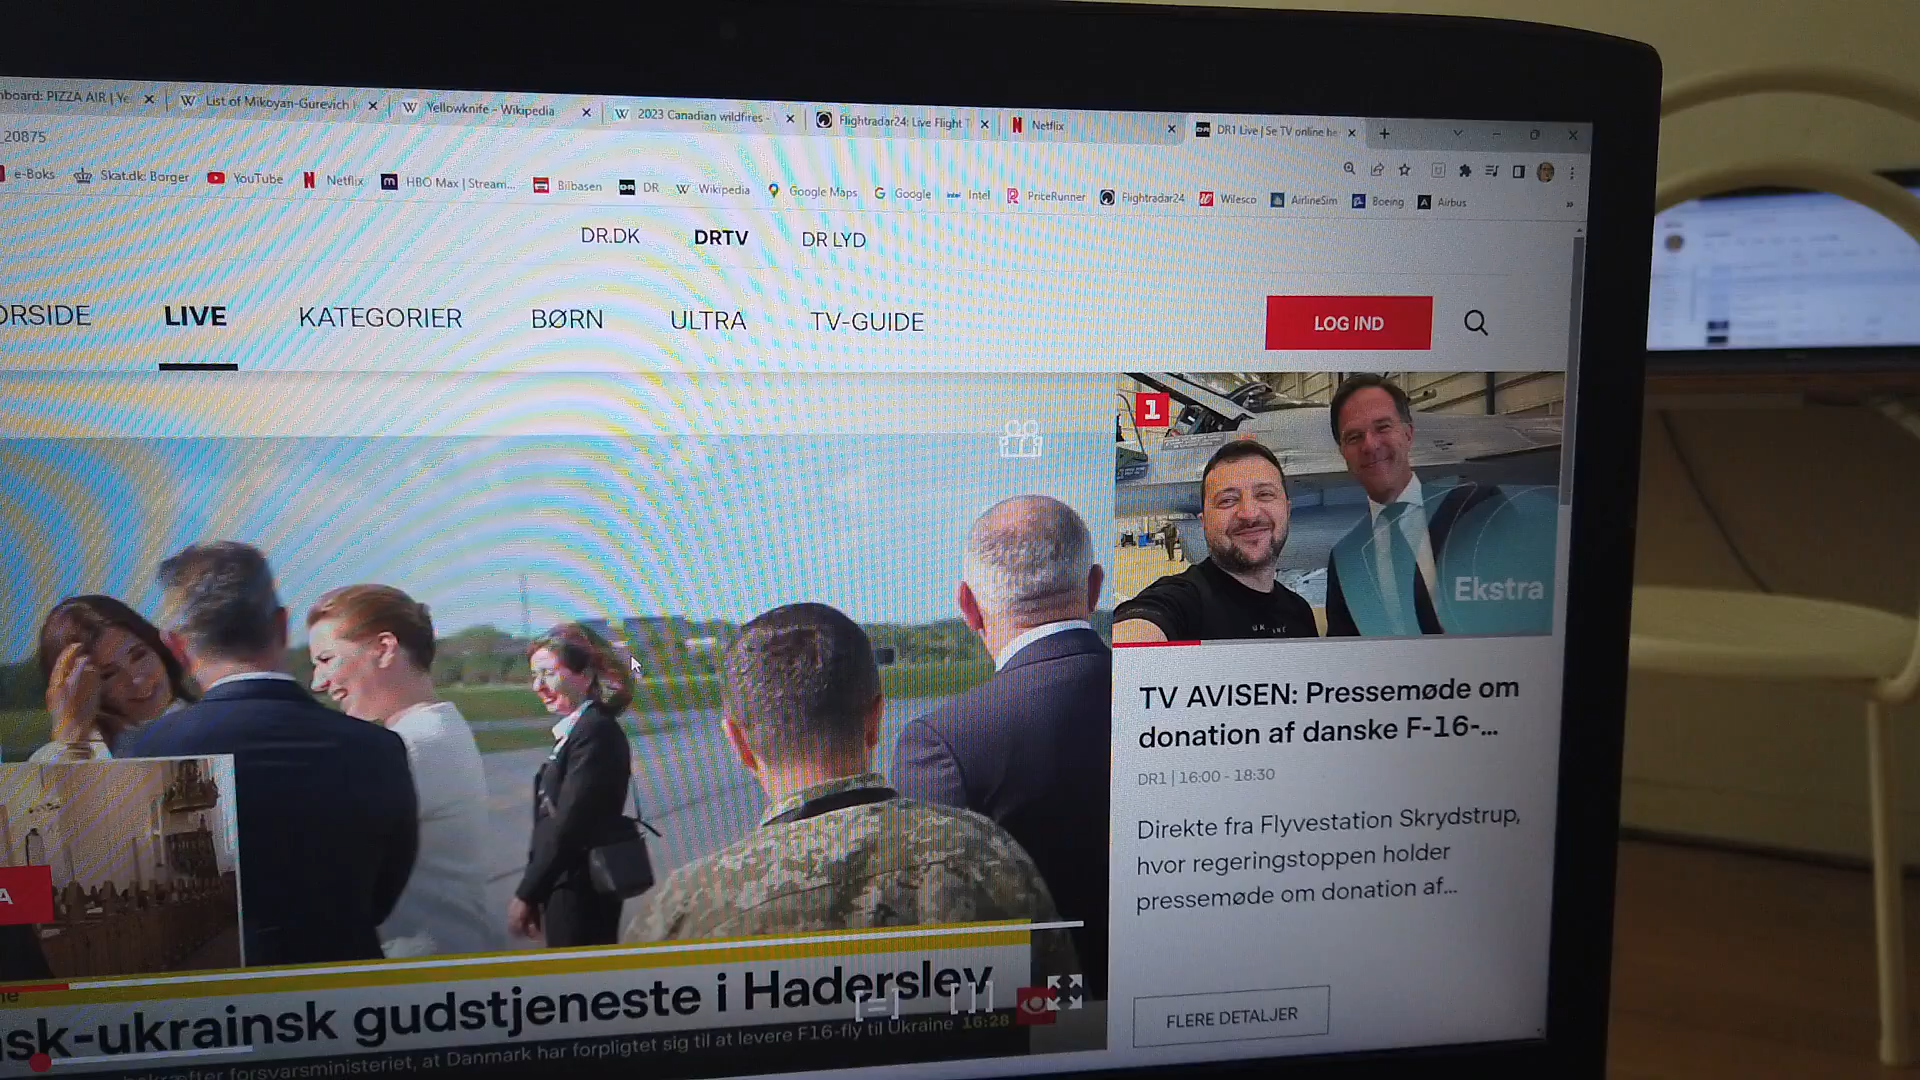 board: PIZZA AIR | Ye
List of Mikoyan-Gurevich
Yellowknife - Wikipedia
2023 Canadian wildfires -
Flightradar24: Live Flight T
Netflix
DR1 Live | Se TV online he
_20875
e-Boks
Skat.dk: Borger
YouTube
Netflix
HBO Max | Stream...
Bilbasen
DR
Wikipedia
Google Maps
Google
Intel
PriceRunner
Flightradar24
Wilesco
AirlineSim
Boeing
Airbus
DR.DK DRTV DR LYD
ORSIDE LIVE KATEGORIER BØRN ULTRA TV-GUIDE
LOG IND
1
Ekstra
TV AVISEN: Pressemøde om
donation af danske F-16-...
DR1 | 16:00 - 18:30
Direkte fra Flyvestation Skrydstrup,
hvor regeringstoppen holder
pressemøde om donation af...
FLERE DETALJER
A
sk-ukrainsk gudstjeneste i Haderslev
bekræfter forsvarsministeriet, at Danmark har forpligtet sig til at levere F16-fly til Ukraine 16:28